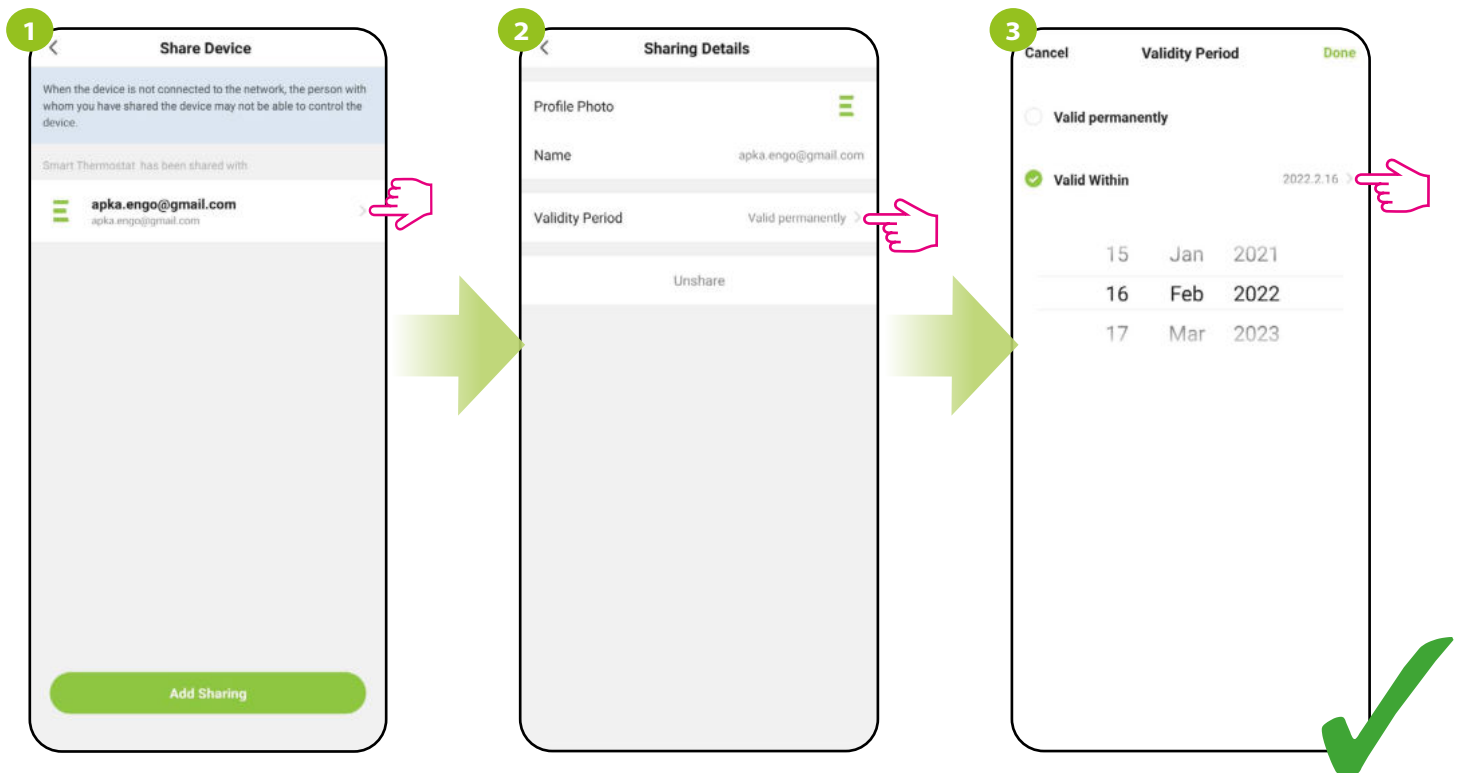 1
Share Device
When the device is not connected to the network, the person with
whom you have shared the device may not be able to control the
device.
Smart Thermostat has been shared with
apka.engo@gmail.com
apka.engo@gmail.com
Add Sharing
2
Sharing Details
Profile Photo
Name apka.engo@gmail.com
Validity Period Valid permanently
Unshare
3
Cancel Validity Period Done
Valid permanently
Valid Within 2022.2.16
15 Jan 2021
16 Feb 2022
17 Mar 2023